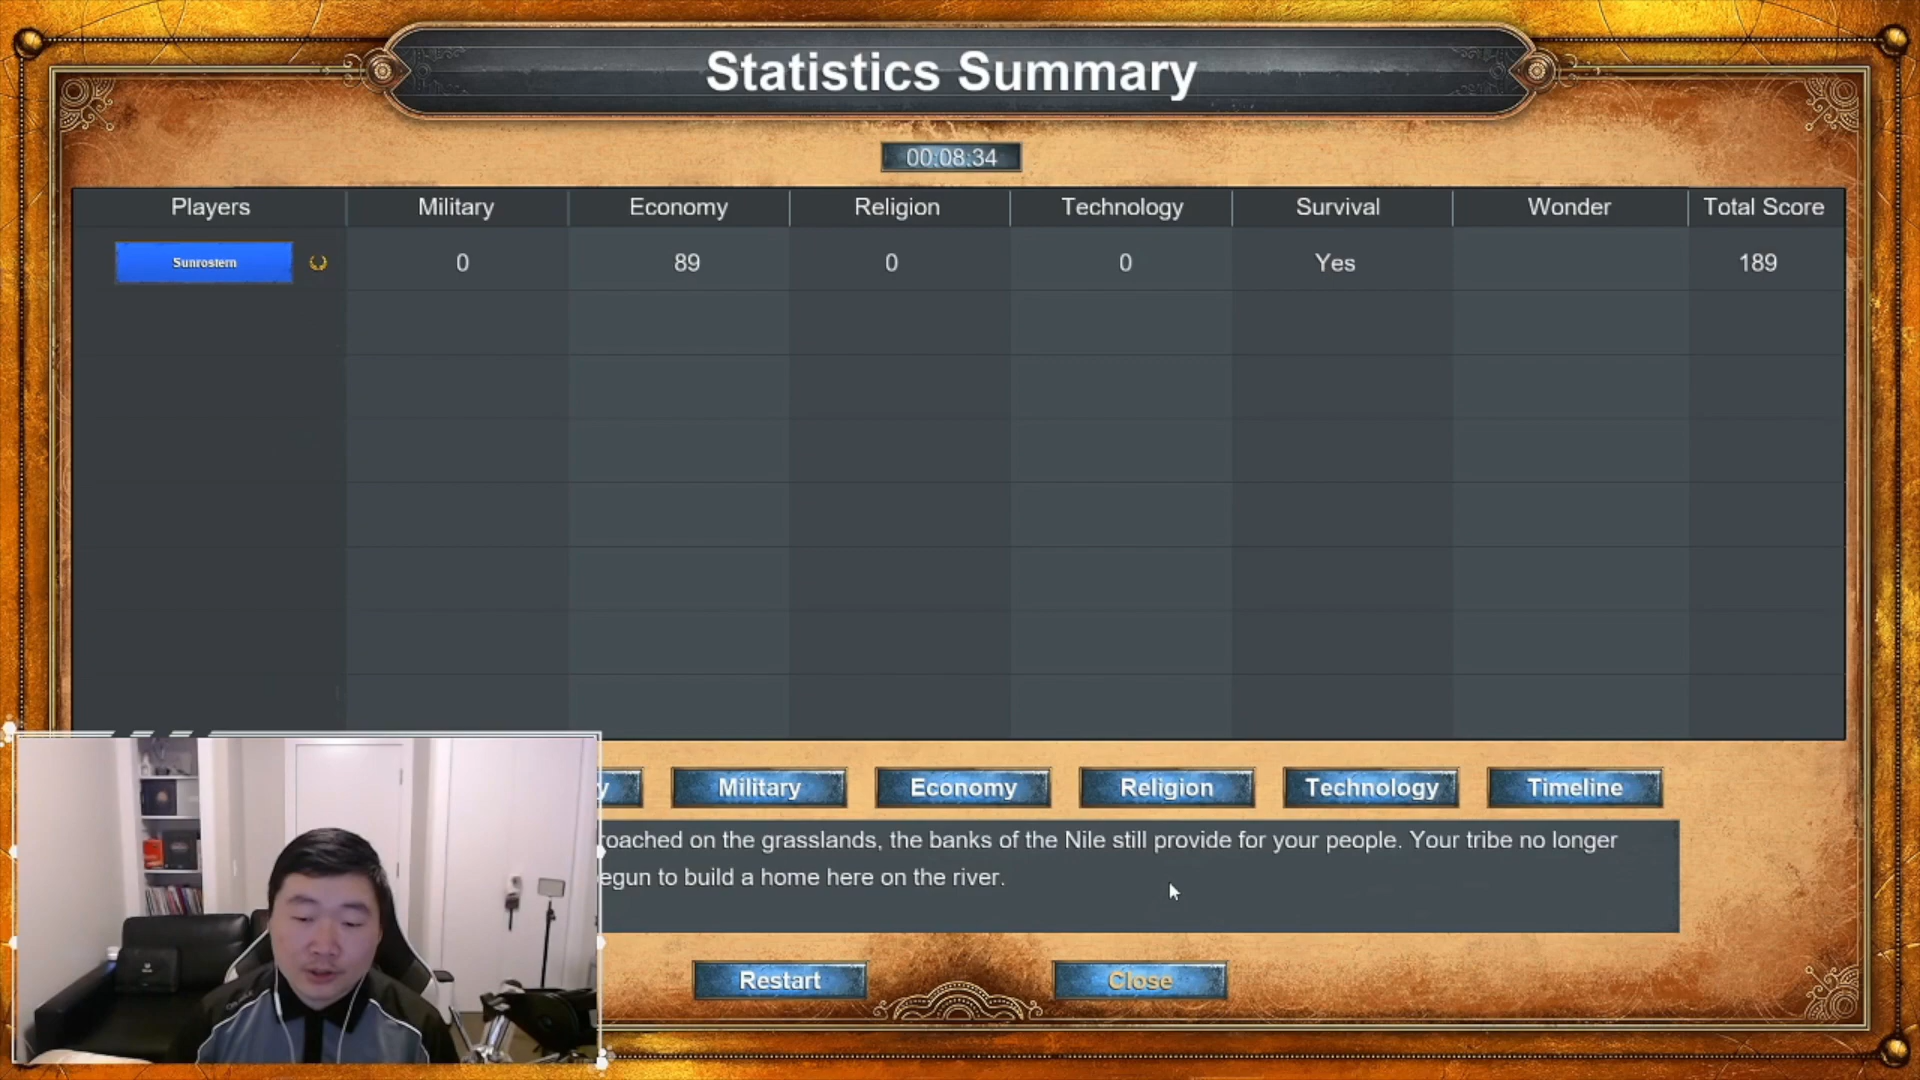 Statistics Summary
00:08:34
Players Military Economy Religion Technology Survival Wonder Total Score
Sunrostern 0 89 0 0 Yes 189
y Military Economy Religion Technology Timeline
roached on the grasslands, the banks of the Nile still provide for your people. Your tribe no longer
egun to build a home here on the river.
Restart Close